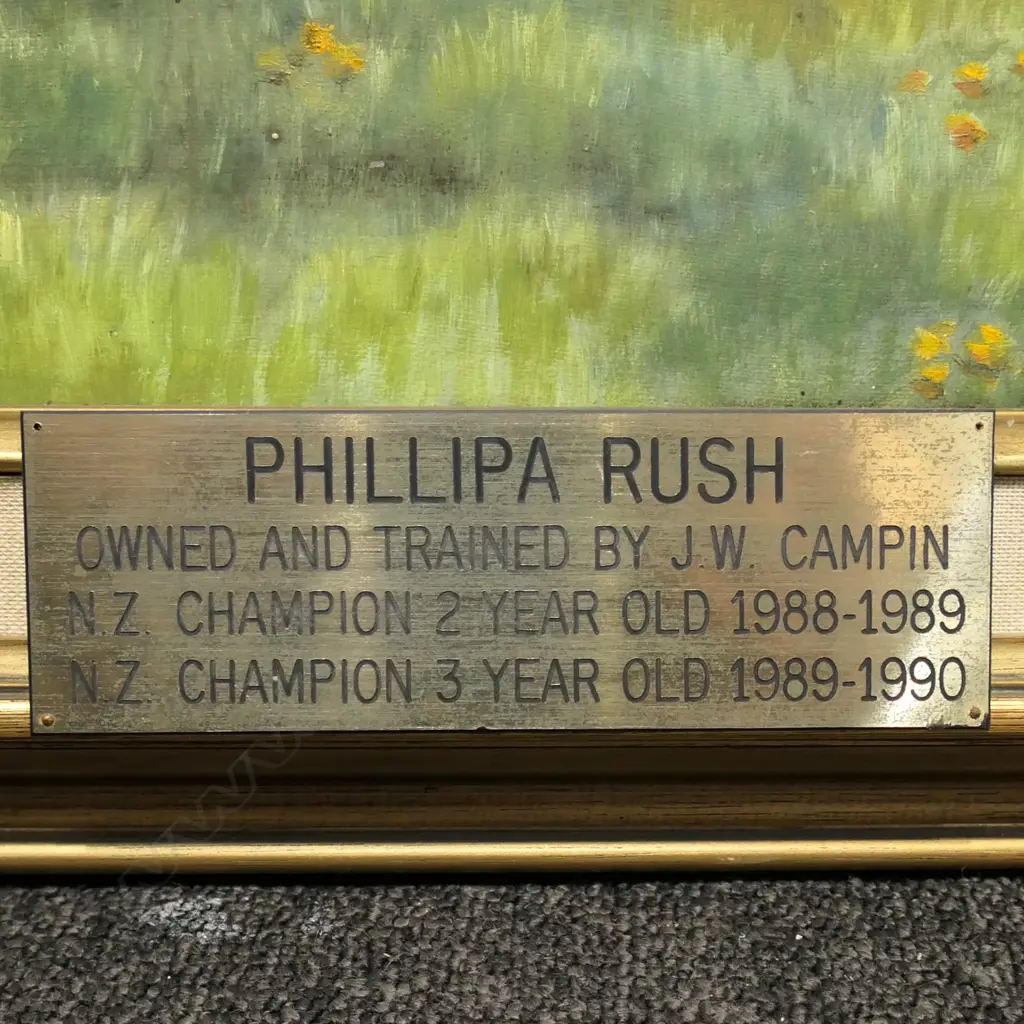 PHILLIPA RUSH
OWNED AND TRAINED BY J.W. CAMPIN
N.Z. CHAMPION 2 YEAR OLD 1988-1989
N.Z. CHAMPION 3 YEAR OLD 1989-1990